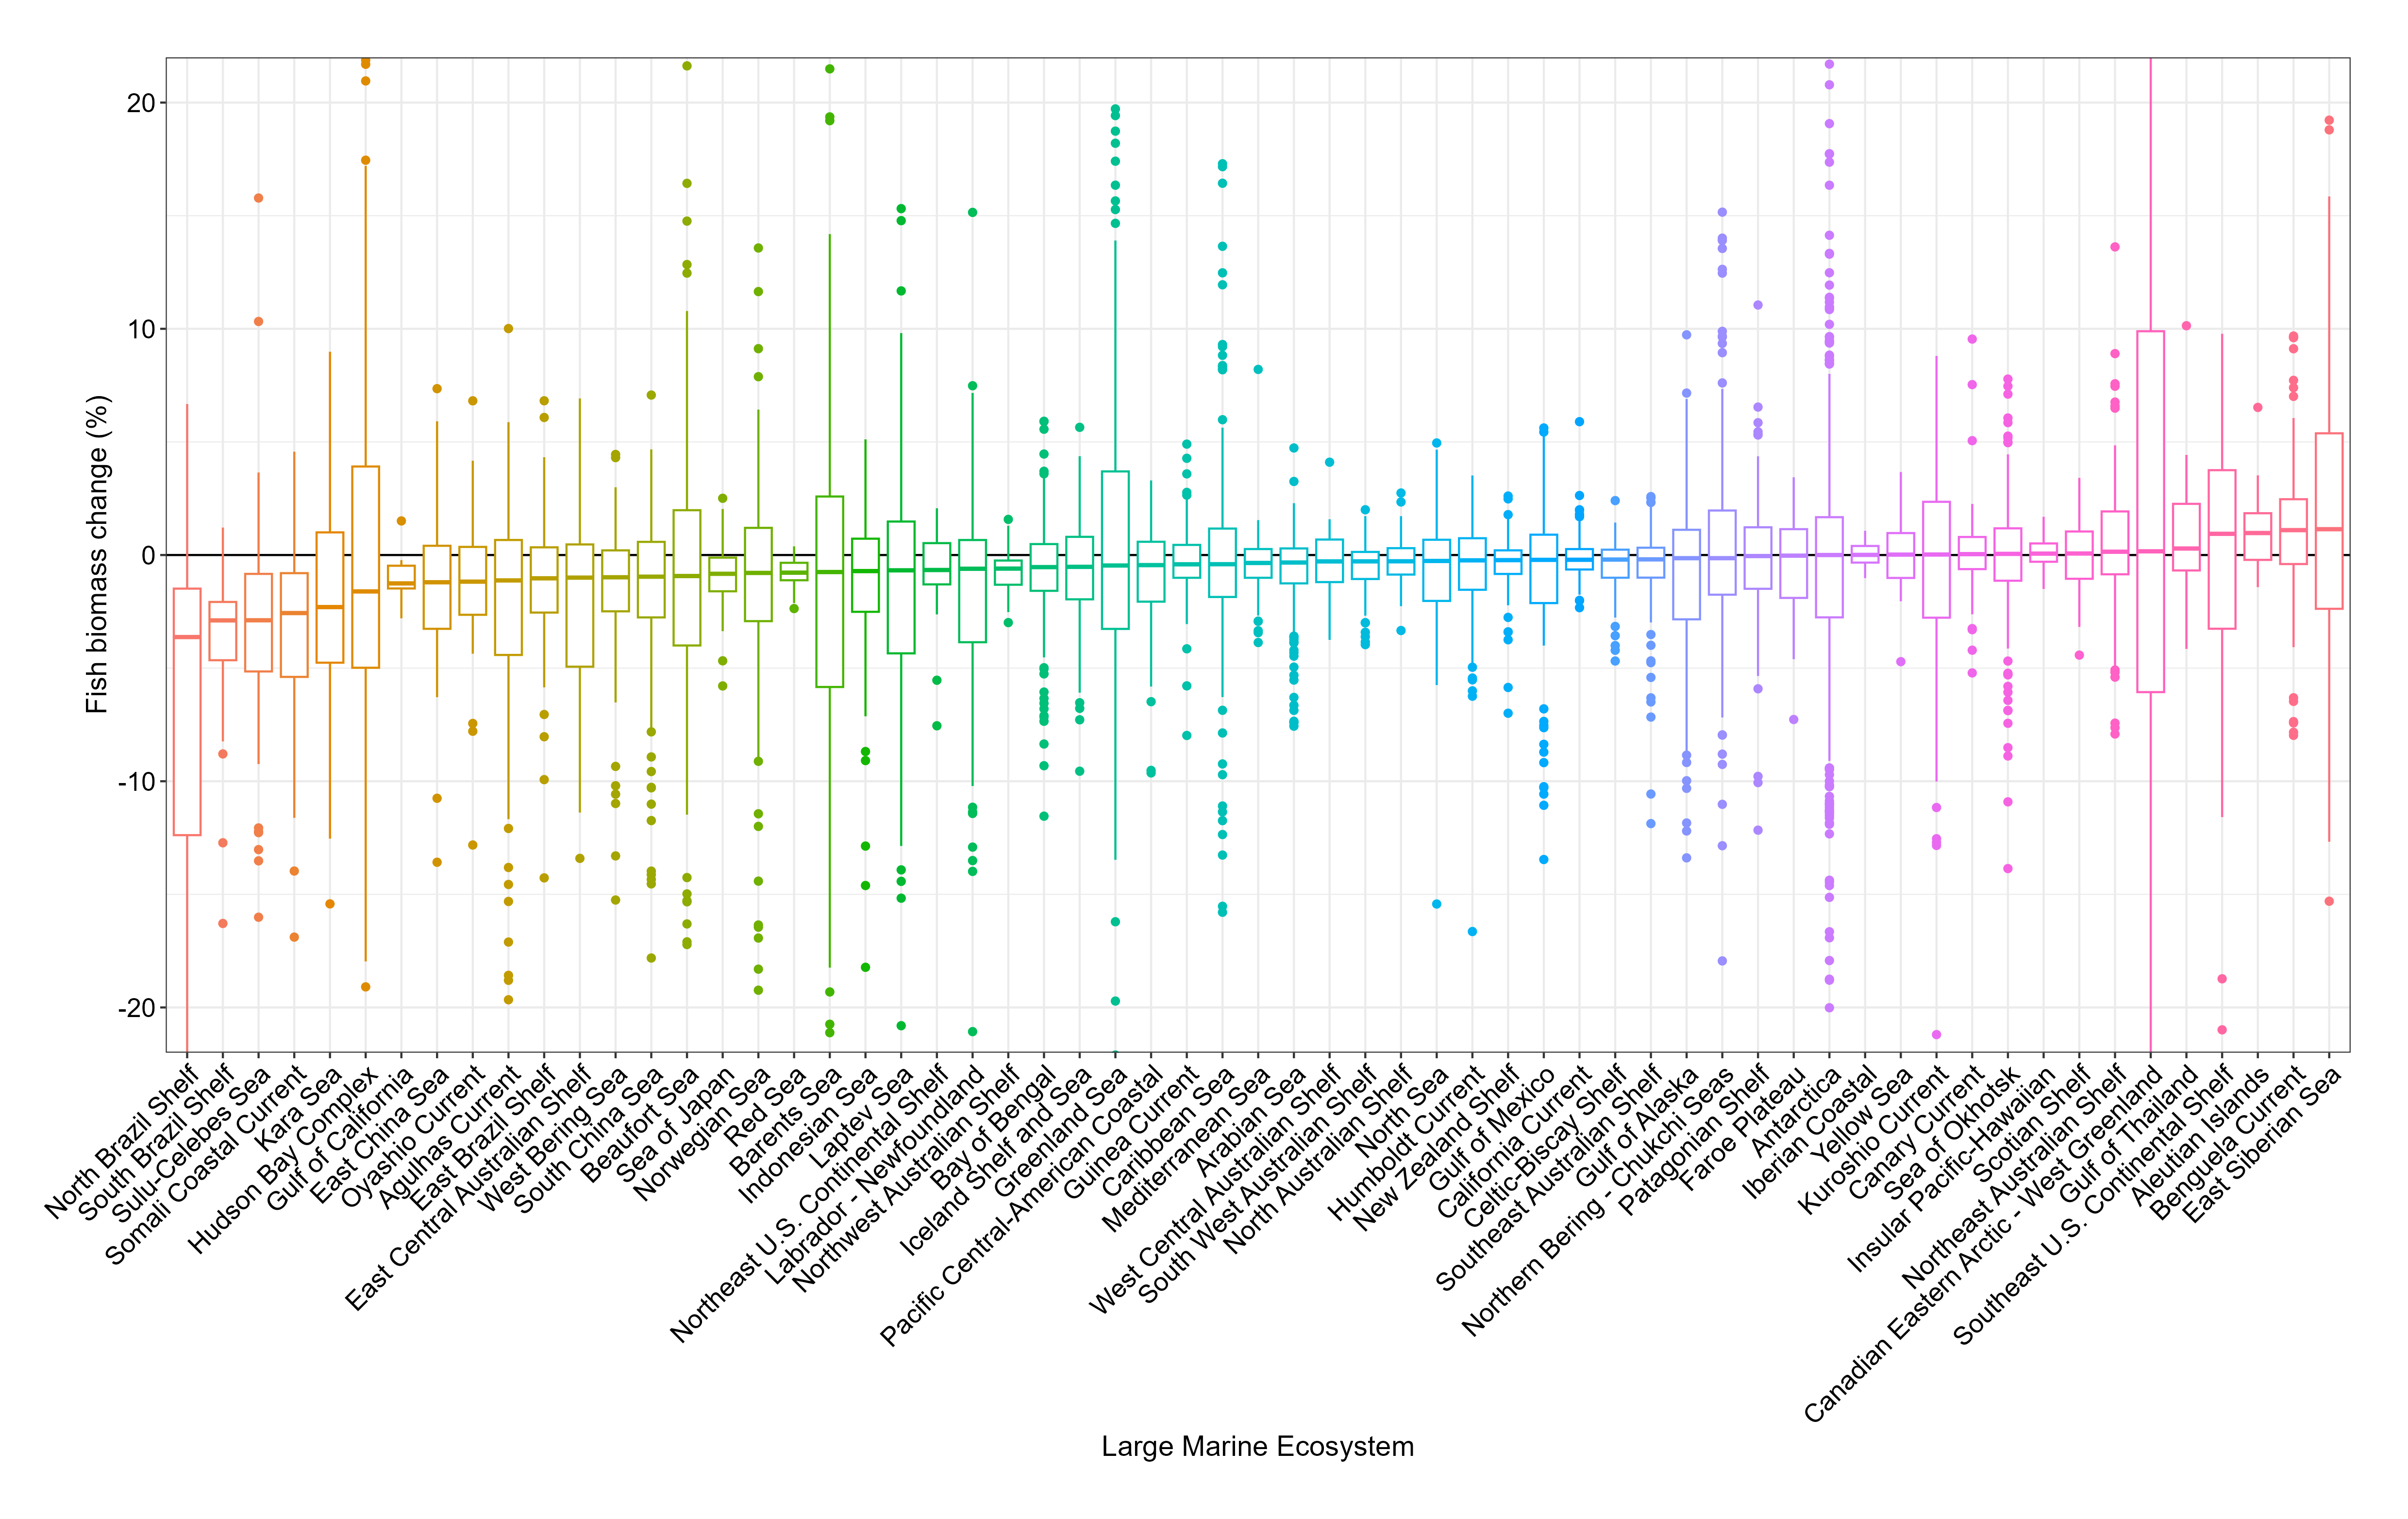 Fish biomass change (%)
20
10
0
-10
-20
North Brazil Shelf
South Brazil Shelf
Sulu-Celebes Sea
Somali Coastal Current
Kara Sea
Hudson Bay Complex
Gulf of California
East China Sea
Oyashio Current
Agulhas Current
East Brazil Shelf
East Central Australian Shelf
West Bering Sea
South China Sea
Beaufort Sea
Sea of Japan
Norwegian Sea
Red Sea
Barents Sea
Indonesian Sea
Laptev Sea
Northeast U.S. Continental Shelf
Labrador - Newfoundland
Northwest Australian Shelf
Bay of Bengal
Iceland Shelf and Sea
Greenland Sea
Pacific Central-American Coastal
Guinea Current
Caribbean Sea
Mediterranean Sea
Arabian Sea
West Central Australian Shelf
South West Australian Shelf
North Australian Shelf
North Sea
Humboldt Current
New Zealand Shelf
Gulf of Mexico
California Current
Celtic-Biscay Shelf
Southeast Australian Shelf
Gulf of Alaska
Northern Bering - Chukchi Seas
Patagonian Shelf
Faroe Plateau
Antarctica
Iberian Coastal
Yellow Sea
Kuroshio Current
Canary Current
Sea of Okhotsk
Insular Pacific-Hawaiian
Scotian Shelf
Northeast Australian Shelf
Canadian Eastern Arctic - West Greenland
Gulf of Thailand
Southeast U.S. Continental Shelf
Aleutian Islands
Benguela Current
East Siberian Sea
Large Marine Ecosystem